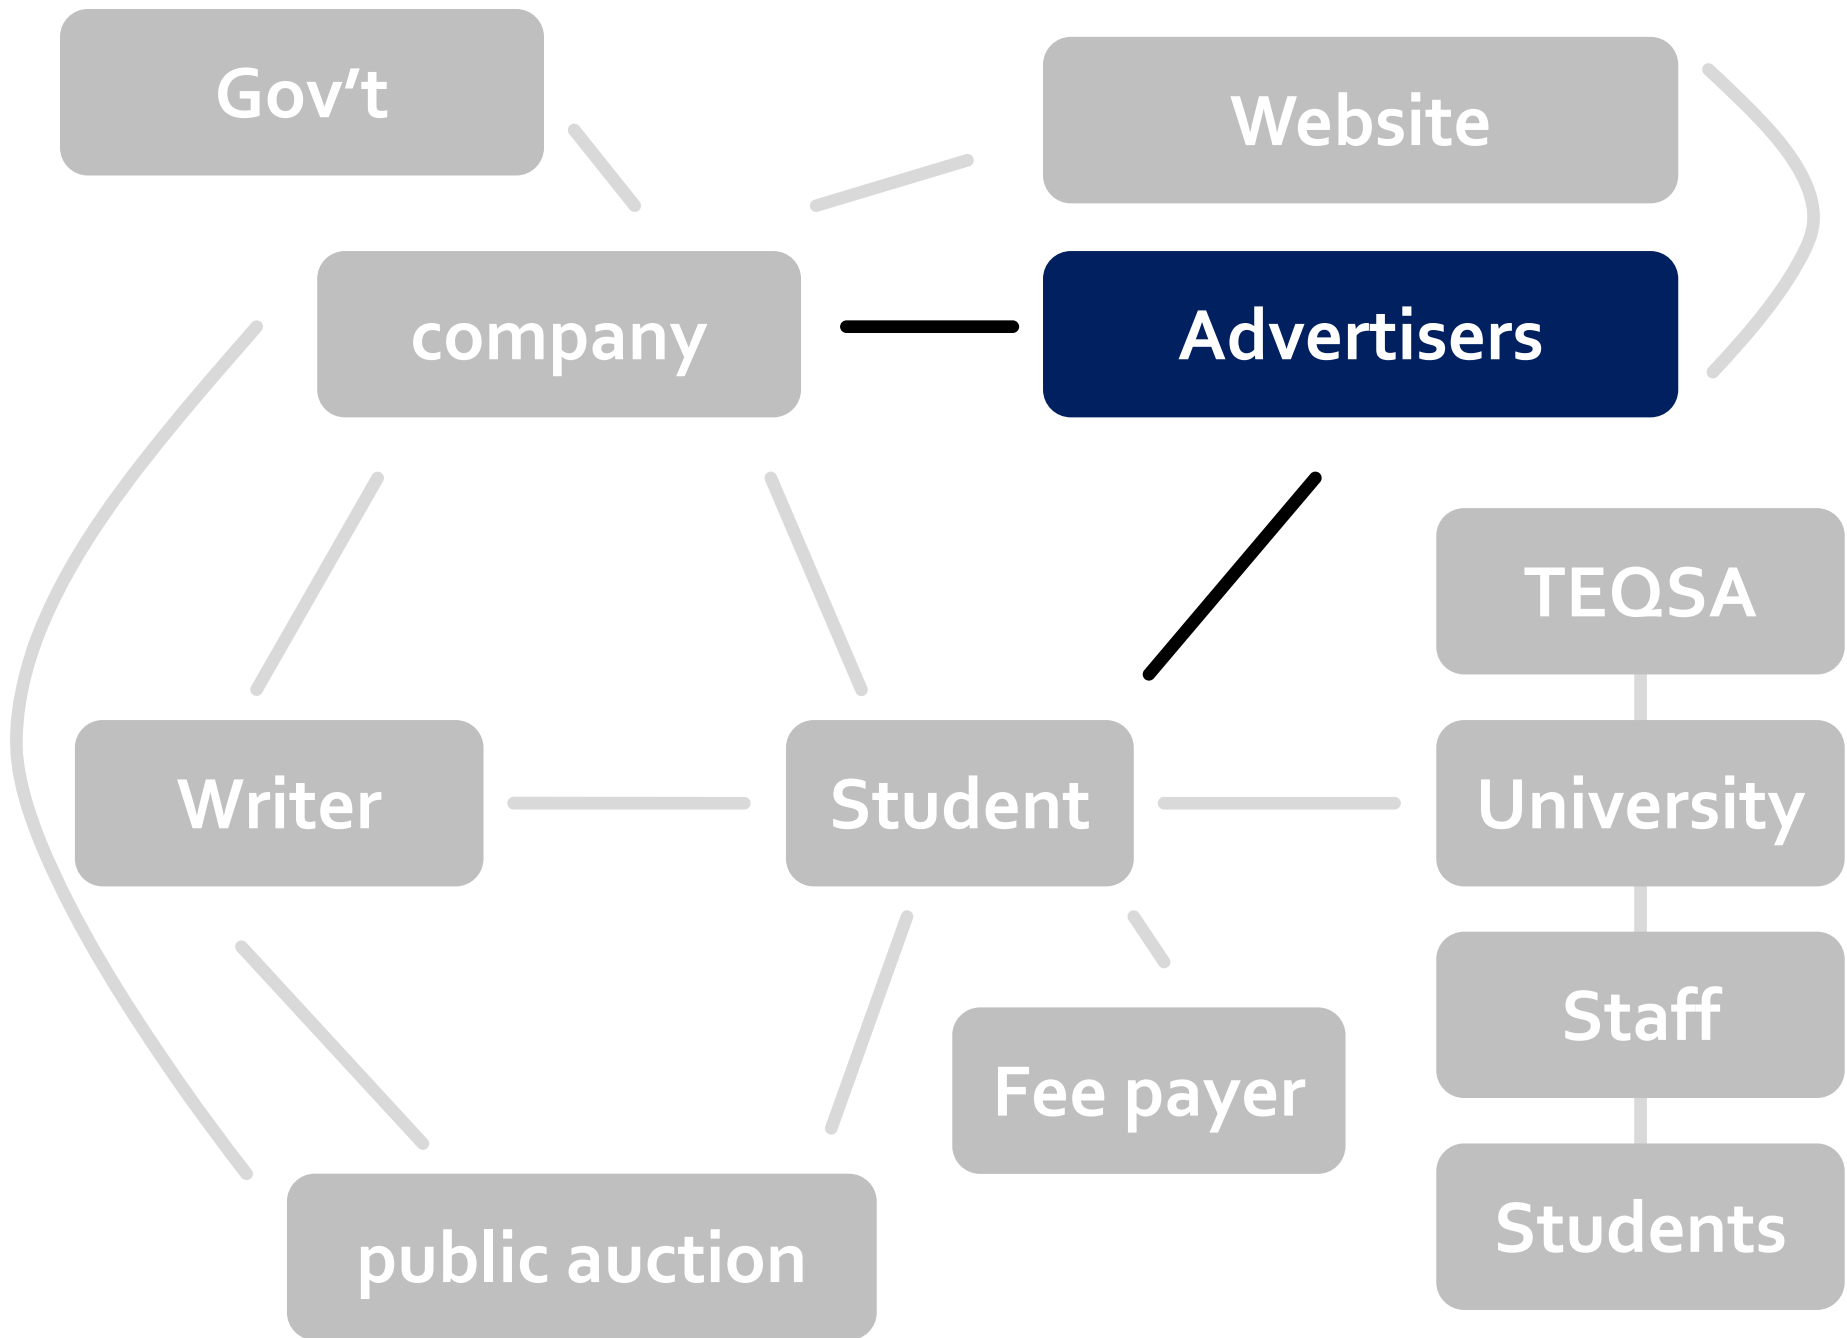 Gov‘t
Website
company
Advertisers
TEQSA
Writer
Student
University
Staff
Fee payer
Students
public auction